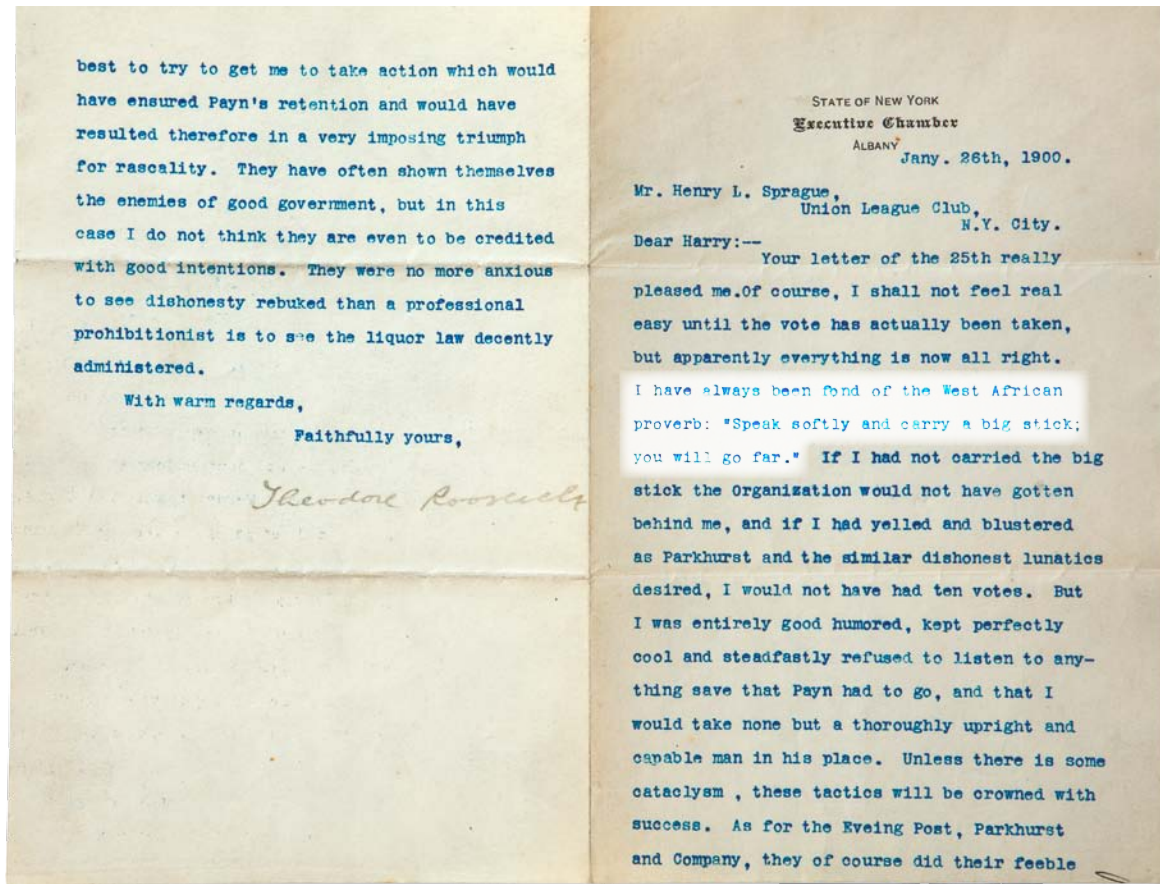 STATE OF NEW YORK
Executive Chamber
ALBANY
Jany. 26th, 1900.
Mr. Henry L. Sprague,
Union League Club,
N.Y. City.
Dear Harry:--
Your letter of the 25th really
pleased me.Of course, I shall not feel real
easy until the vote has actually been taken,
but apparently everything is now all right.
I have always been fond of the West African
proverb: "Speak softly and carry a big stick;
you will go far." If I had not carried the big
stick the Organization would not have gotten
behind me, and if I had yelled and blustered
as Parkhurst and the similar dishonest lunatics
desired, I would not have had ten votes. But
I was entirely good humored, kept perfectly
cool and steadfastly refused to listen to any-
thing save that Payn had to go, and that I
would take none but a thoroughly upright and
capable man in his place. Unless there is some
cataclysm , these tactics will be crowned with
success. As for the Eveing Post, Parkhurst
and Company, they of course did their feeble
best to try to get me to take action which would
have ensured Payn's retention and would have
resulted therefore in a very imposing triumph
for rascality. They have often shown themselves
the enemies of good government, but in this
case I do not think they are even to be credited
with good intentions. They were no more anxious
to see dishonesty rebuked than a professional
prohibitionist is to see the liquor law decently
administered.
With warm regards,
Faithfully yours,
Theodore Roosevelt